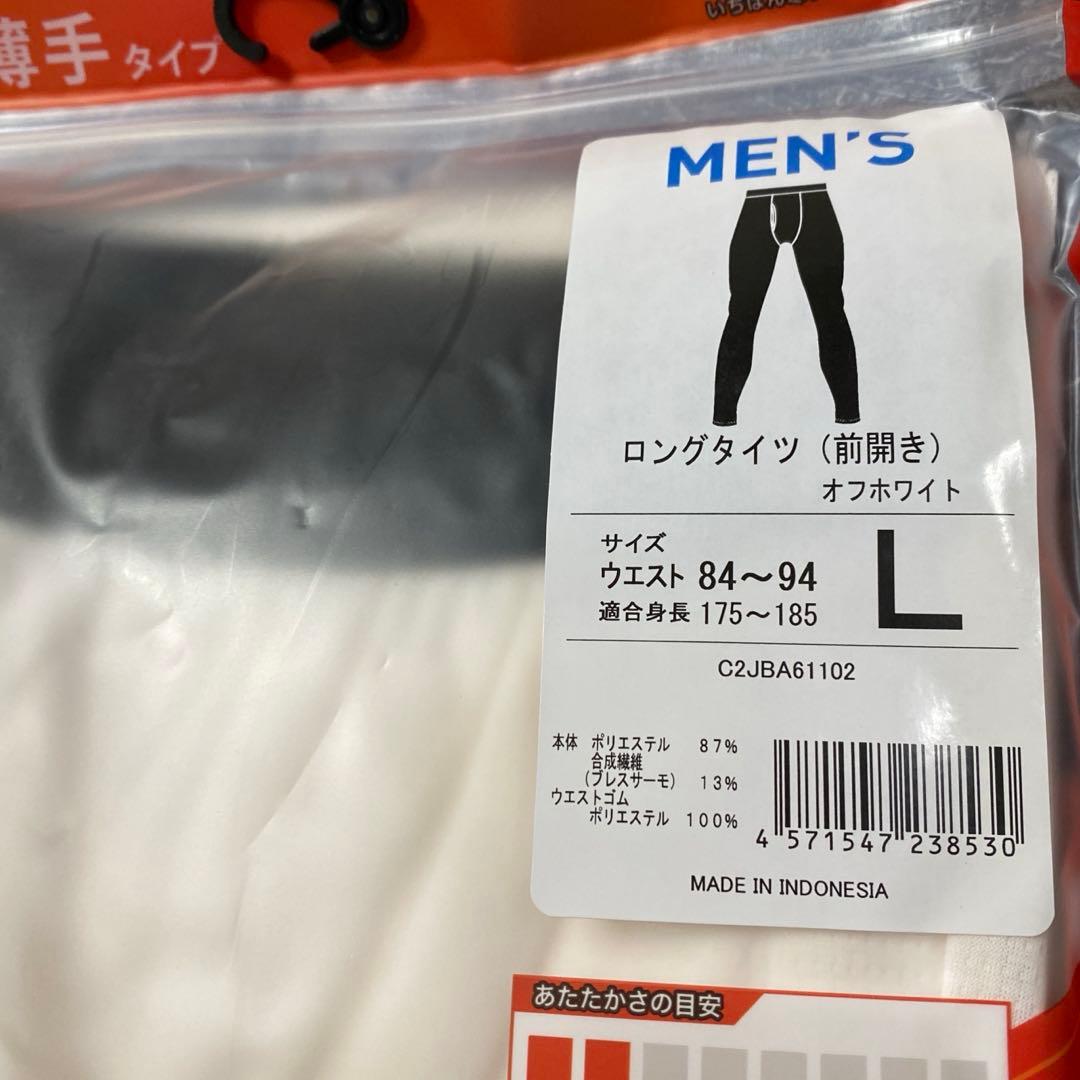 薄手タイプ
MEN'S
ロングタイツ（前開き）
オフホワイト
サイズ
ウエスト 84～94
適合身長 175～185
L
C2JBA61102
本体 ポリエステル 87%
合成繊維
（ブレスサーモ） 13%
ウエストゴム
ポリエステル 100%
4 571547 238530
MADE IN INDONESIA
あたたかさの目安